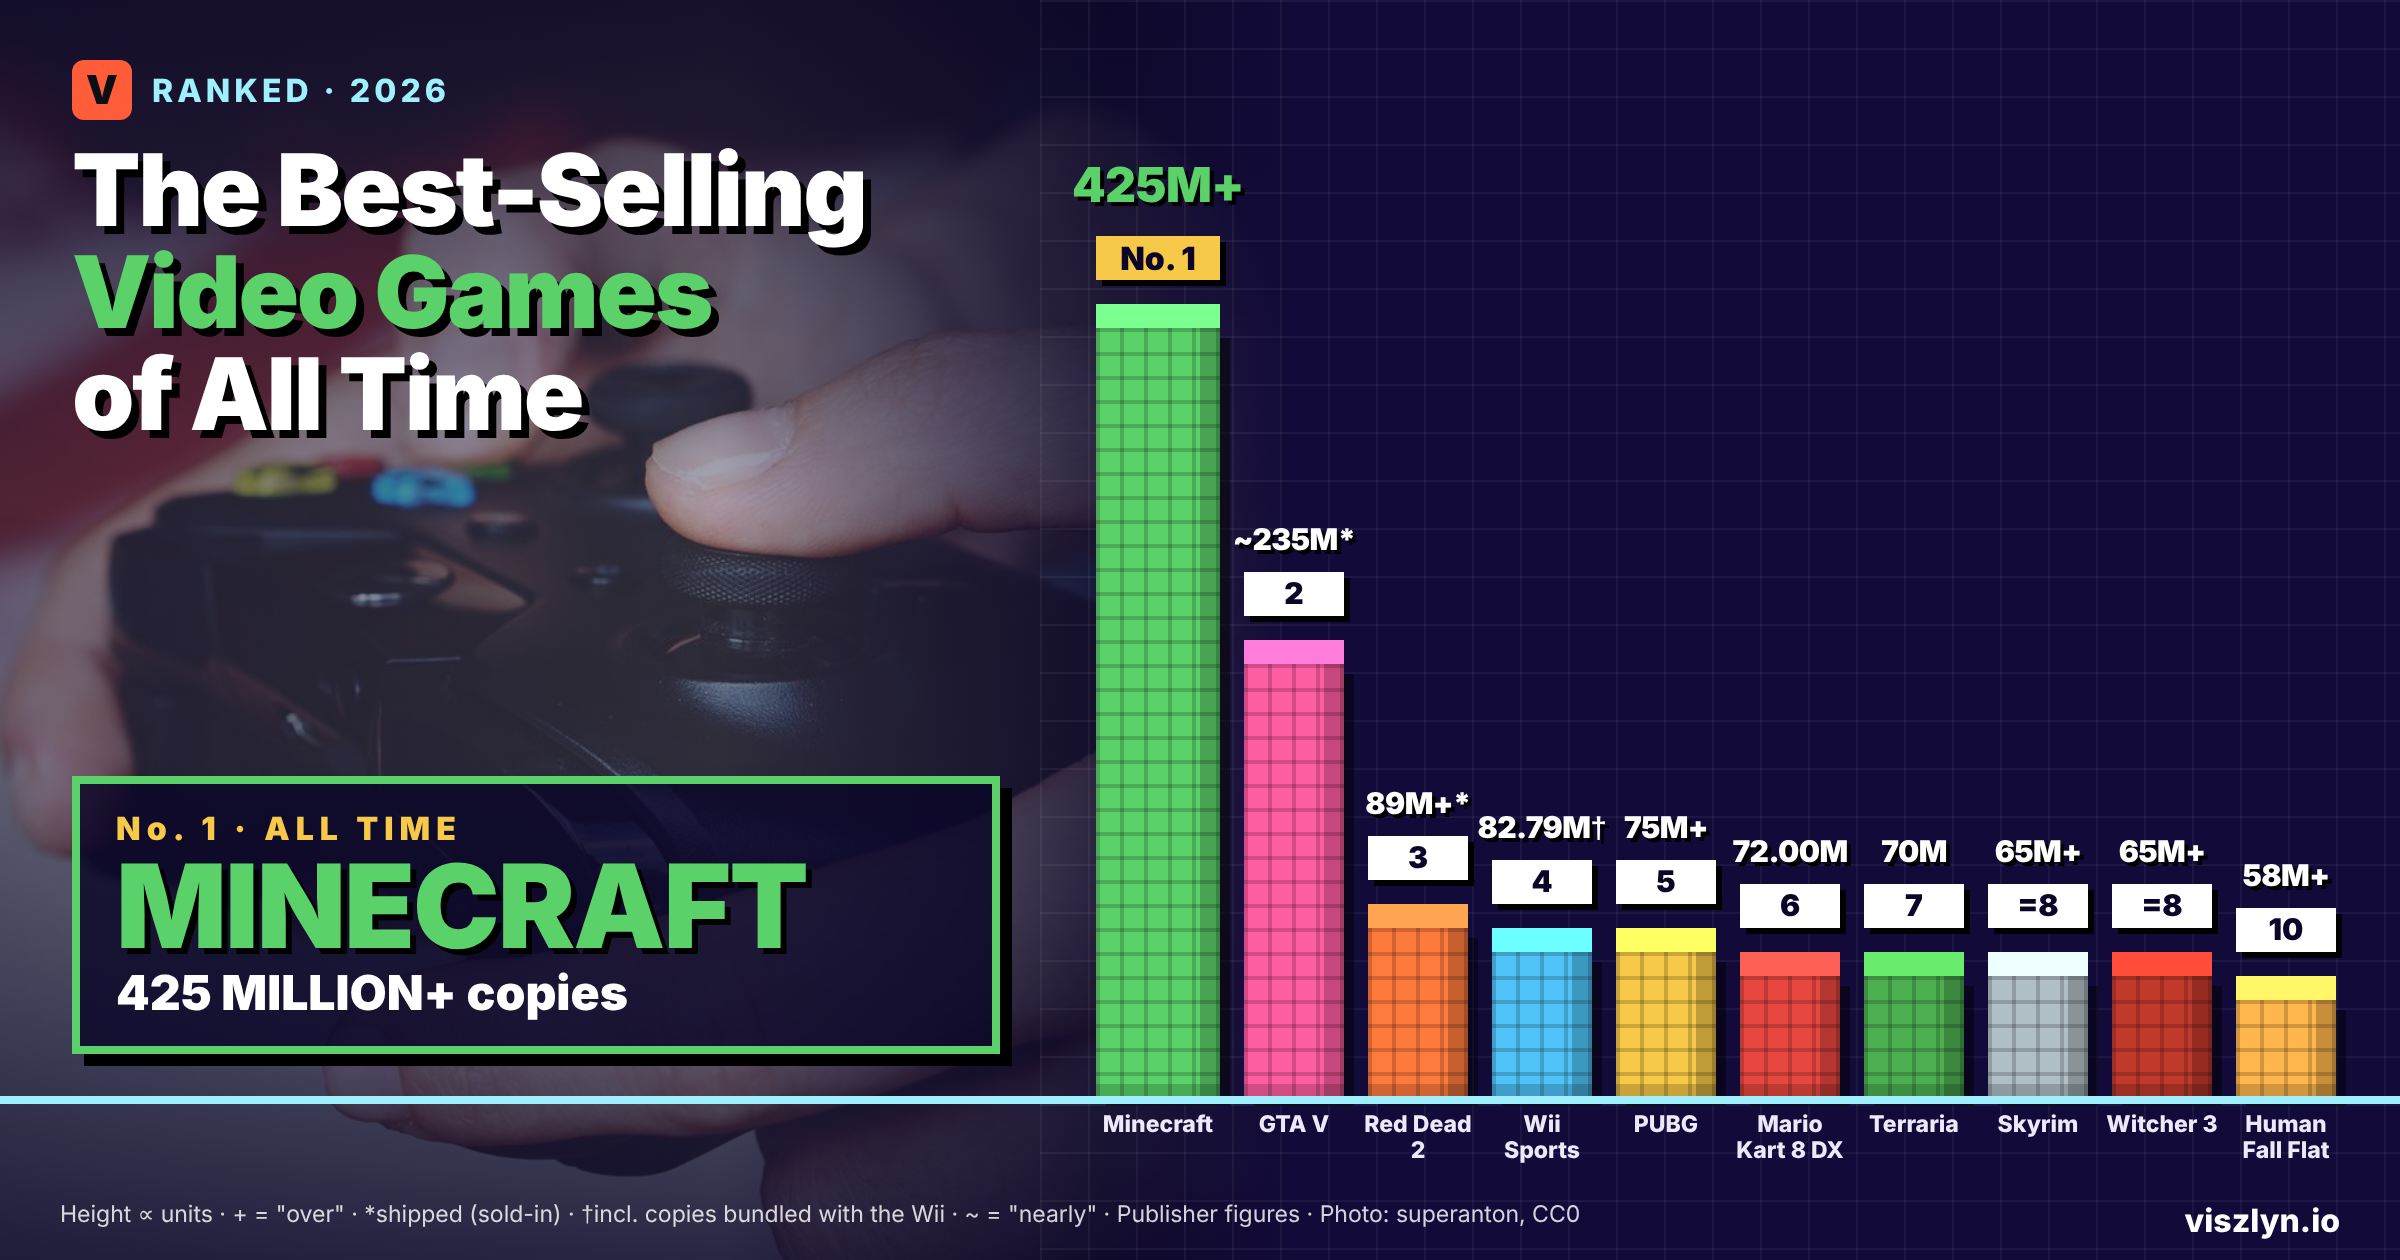 V RANKED · 2026
The Best-Selling
Video Games
of All Time
No. 1 · ALL TIME
MINECRAFT
425 MILLION+ copies
425M+
No. 1
~235M*
2
89M+*
3
82.79M†
4
75M+
5
72.00M
6
70M
7
65M+
=8
65M+
=8
58M+
10
Minecraft
GTA V
Red Dead
2
Wii
Sports
PUBG
Mario
Kart 8 DX
Terraria
Skyrim
Witcher 3
Human
Fall Flat
Height ∝ units · + = "over" · *shipped (sold-in) · †incl. copies bundled with the Wii · ~ = "nearly" · Publisher figures · Photo: superanton, CC0
viszlyn.io